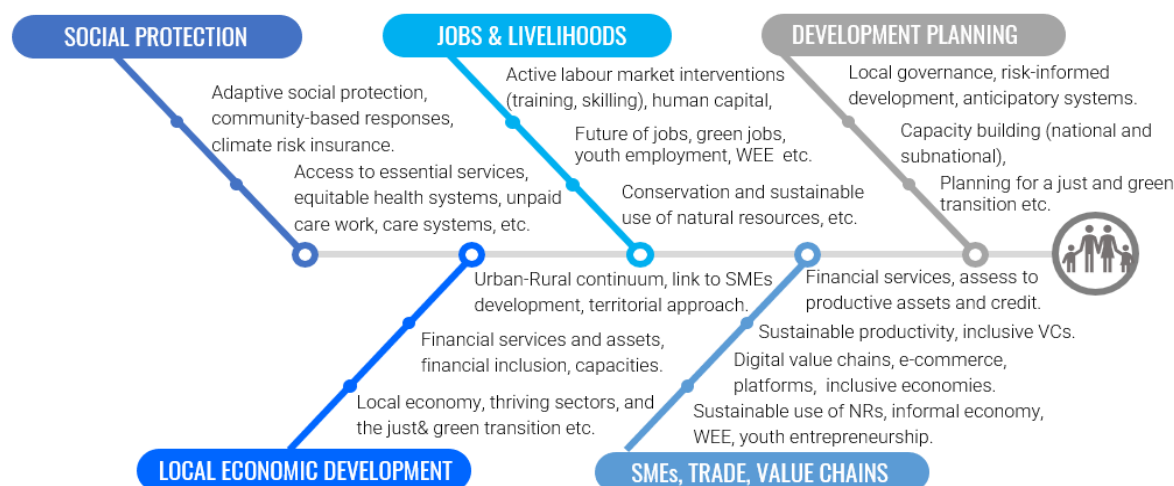 SOCIAL PROTECTION
Adaptive social protection,
community-based responses,
climate risk insurance.
Access to essential services,
equitable health systems, unpaid
care work, care systems, etc.
JOBS & LIVELIHOODS
Active labour market interventions
(training, skilling), human capital,
Future of jobs, green jobs,
youth employment, WEE etc.
Conservation and sustainable
use of natural resources, etc.
DEVELOPMENT PLANNING
Local governance, risk-informed
development, anticipatory systems.
Capacity building (national and
subnational),
Planning for a just and green
transition etc.
Urban-Rural continuum, link to SMEs
development, territorial approach.
Financial services and assets,
financial inclusion, capacities.
Local economy, thriving sectors, and
the just& green transition etc.
LOCAL ECONOMIC DEVELOPMENT
Financial services, assess to
productive assets and credit.
Sustainable productivity, inclusive VCs.
Digital value chains, e-commerce,
platforms, inclusive economies.
Sustainable use of NRs, informal economy,
WEE, youth entrepreneurship.
SMEs, TRADE, VALUE CHAINS